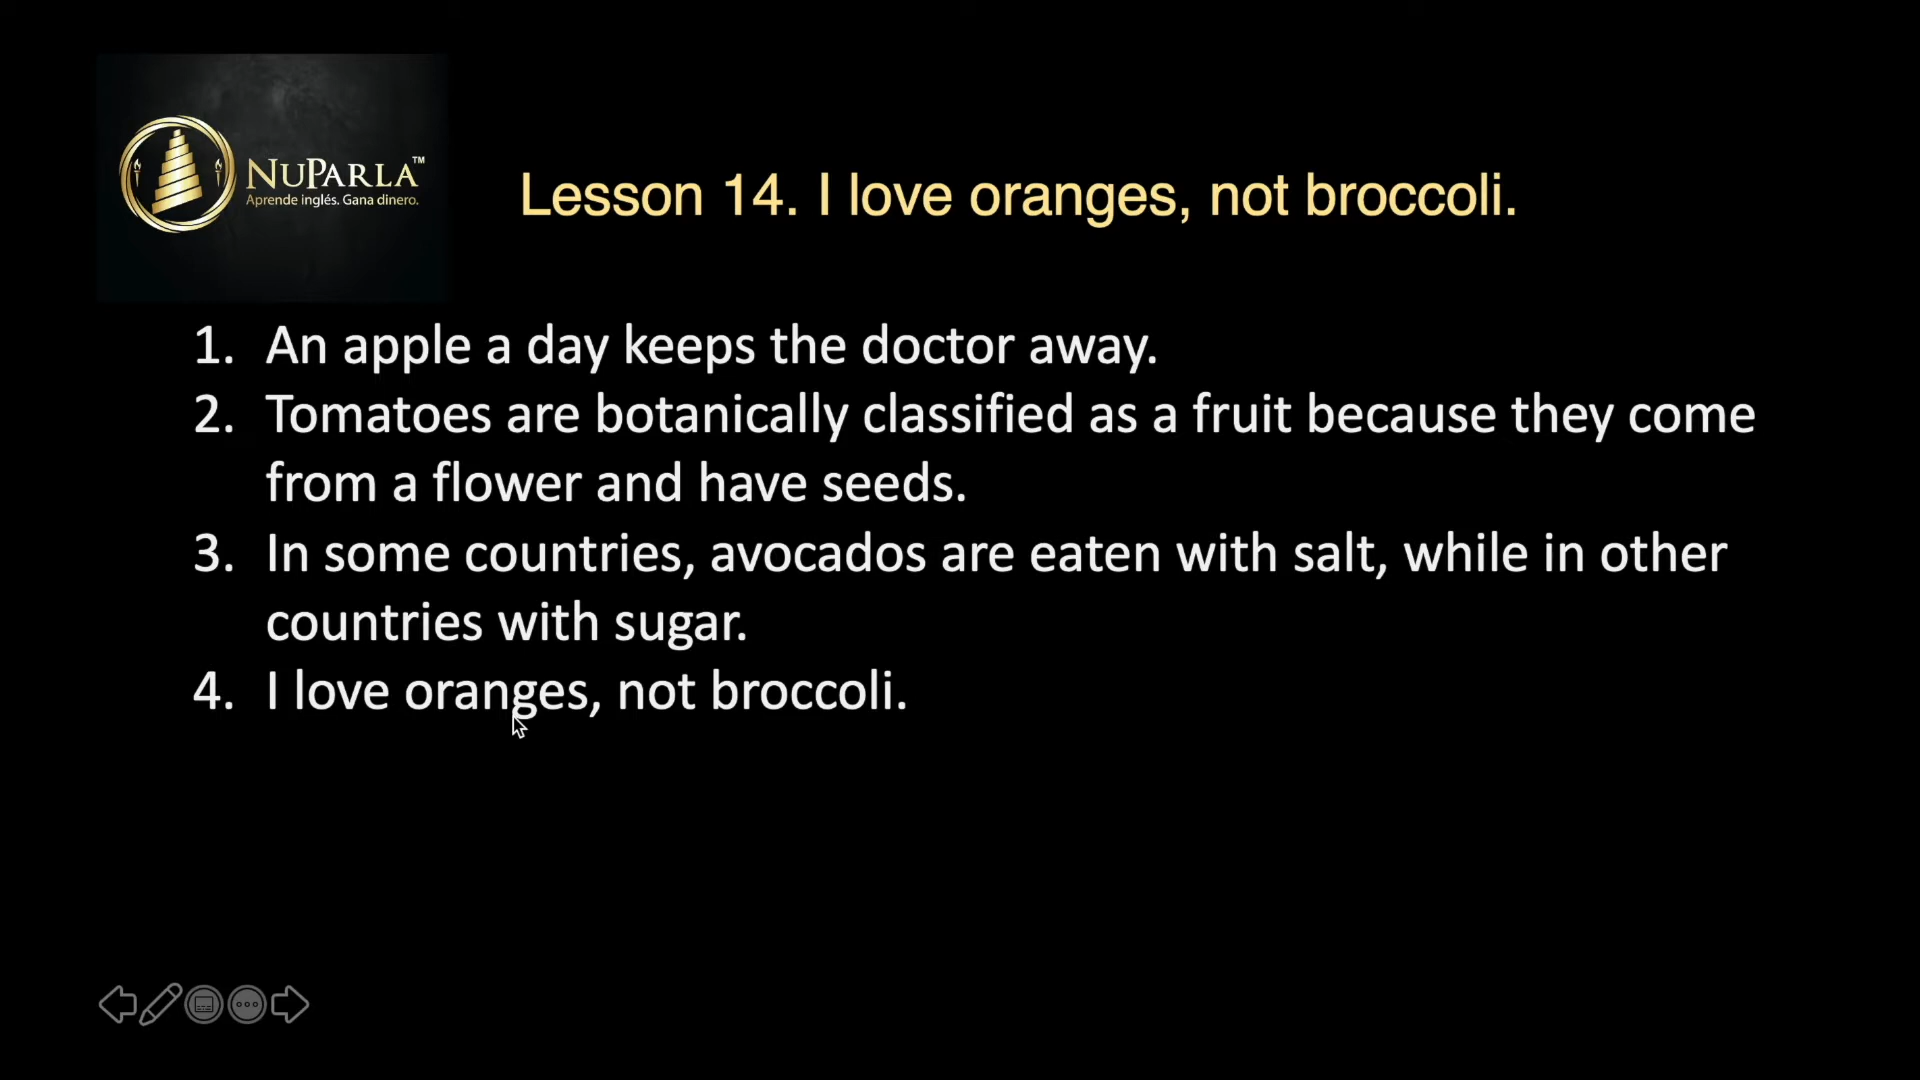 NUPARLA™
Aprende inglés. Gana dinero.
Lesson 14. I love oranges, not broccoli.
1. An apple a day keeps the doctor away.
2. Tomatoes are botanically classified as a fruit because they come
from a flower and have seeds.
3. In some countries, avocados are eaten with salt, while in other
countries with sugar.
4. I love oranges, not broccoli.